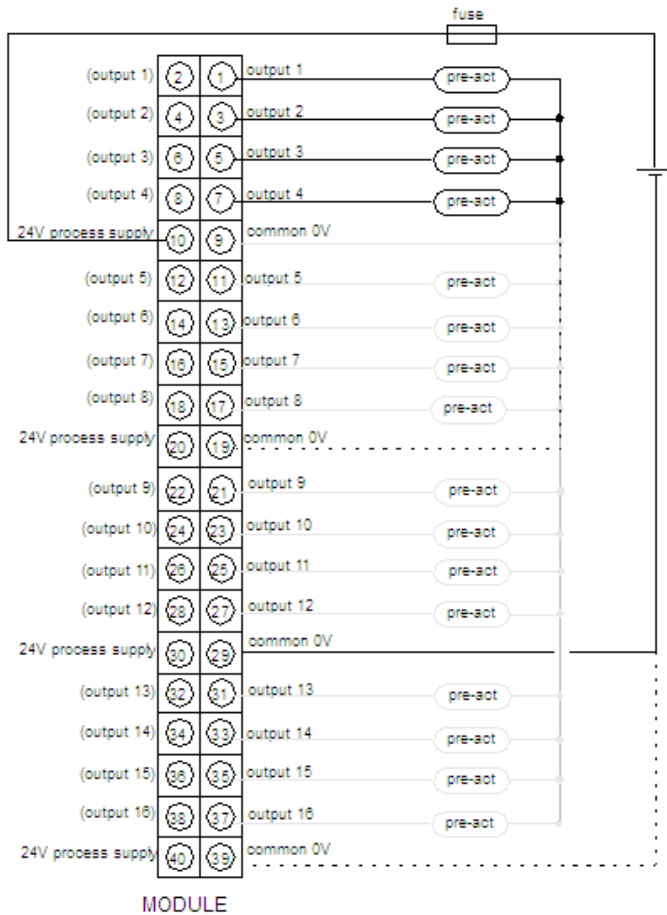 fuse
(output 1) 2 1 output 1 pre-act
(output 2) 4 3 output 2 pre-act
(output 3) 6 5 output 3 pre-act
(output 4) 8 7 output 4 pre-act
24V process supply 10 9 common 0V
(output 5) 12 11 output 5 pre-act
(output 6) 14 13 output 6 pre-act
(output 7) 16 15 output 7 pre-act
(output 8) 18 17 output 8 pre-act
24V process supply 20 19 common 0V
(output 9) 22 21 output 9 pre-act
(output 10) 24 23 output 10 pre-act
(output 11) 26 25 output 11 pre-act
(output 12) 28 27 output 12 pre-act
24V process supply 30 29 common 0V
(output 13) 32 31 output 13 pre-act
(output 14) 34 33 output 14 pre-act
(output 15) 36 35 output 15 pre-act
(output 16) 38 37 output 16 pre-act
24V process supply 40 39 common 0V
MODULE